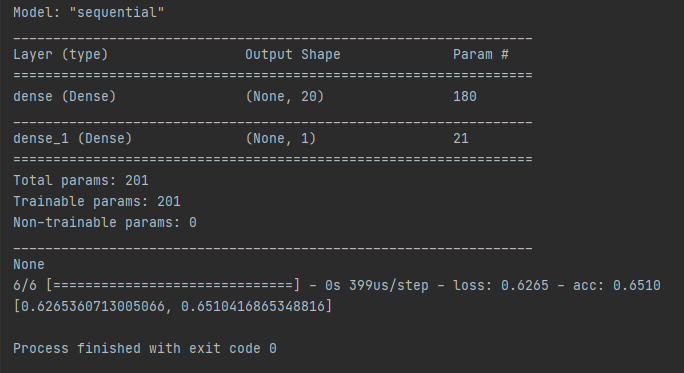 Model: "sequential"
_________________________________________________________________
Layer (type)                 Output Shape              Param #
=================================================================
dense (Dense)                (None, 20)                180
_________________________________________________________________
dense_1 (Dense)              (None, 1)                 21
=================================================================
Total params: 201
Trainable params: 201
Non-trainable params: 0
_________________________________________________________________
None
6/6 [==============================] - 0s 399us/step - loss: 0.6265 - acc: 0.6510
[0.6265360713005066, 0.6510416865348816]
Process finished with exit code 0